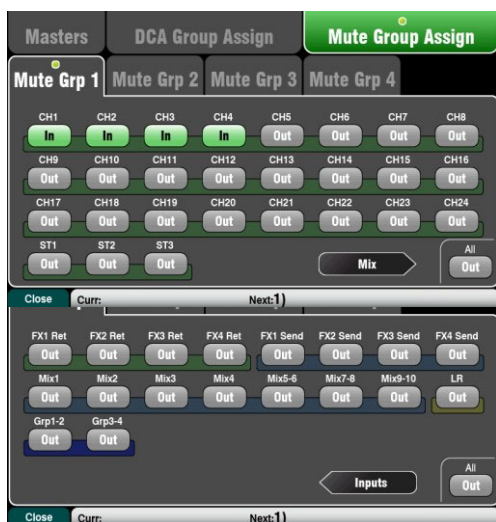 Masters DCA Group Assign Mute Group Assign
Mute Grp 1 Mute Grp 2 Mute Grp 3 Mute Grp 4
CH1 CH2 CH3 CH4 CH5 CH6 CH7 CH8
In In In In Out Out Out Out
CH9 CH10 CH11 CH12 CH13 CH14 CH15 CH16
Out Out Out Out Out Out Out Out
CH17 CH18 CH19 CH20 CH21 CH22 CH23 CH24
Out Out Out Out Out Out Out Out
ST1 ST2 ST3 All
Out Out Out Mix Out
Close Curr: Next:1)
FX1 Ret FX2 Ret FX3 Ret FX4 Ret FX1 Send FX2 Send FX3 Send FX4 Send
Out Out Out Out Out Out Out Out
Mix1 Mix2 Mix3 Mix4 Mix5-6 Mix7-8 Mix9-10 LR
Out Out Out Out Out Out Out Out
Grp1-2 Grp3-4
Out Out
All
Inputs Out
Close Curr: Next:1)